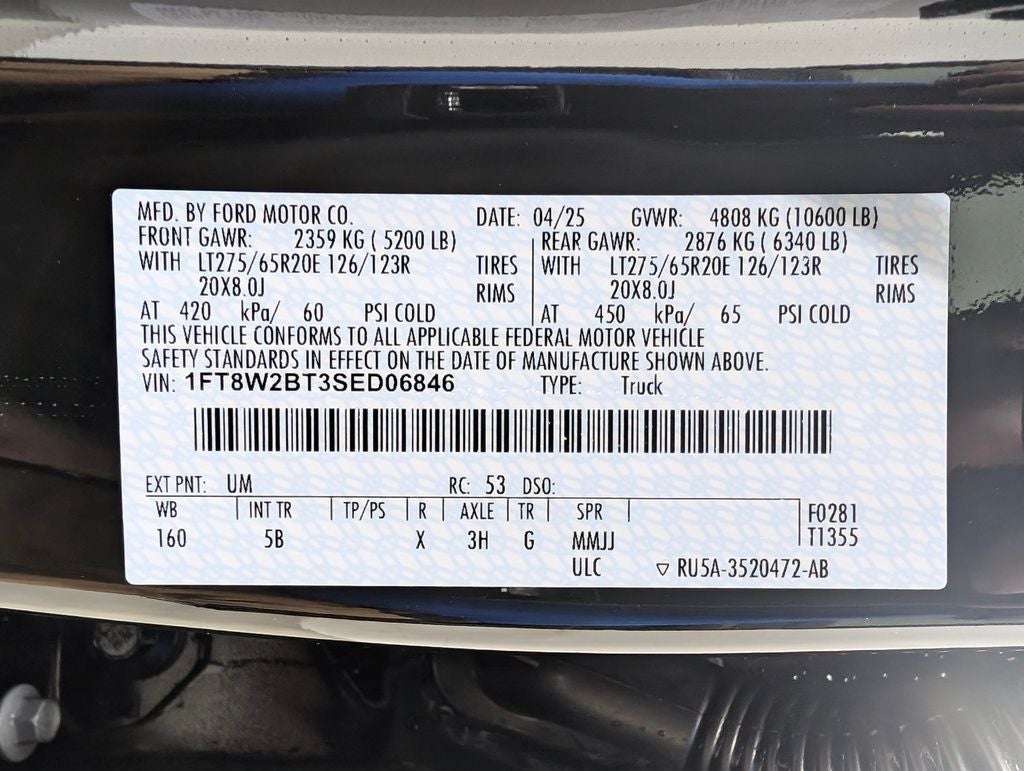 MFD. BY FORD MOTOR CO. DATE: 04/25 GVWR: 4808 KG (10600 LB)
FRONT GAWR: 2359 KG ( 5200 LB) REAR GAWR: 2876 KG ( 6340 LB)
WITH LT275/65R20E 126/123R TIRES WITH LT275/65R20E 126/123R TIRES
20X8.0J RIMS 20X8.0J RIMS
AT 420 kPa/ 60 PSI COLD AT 450 kPa/ 65 PSI COLD
THIS VEHICLE CONFORMS TO ALL APPLICABLE FEDERAL MOTOR VEHICLE
SAFETY STANDARDS IN EFFECT ON THE DATE OF MANUFACTURE SHOWN ABOVE.
VIN: 1FT8W2BT3SED06846 TYPE: Truck
EXT PNT: UM RC: 53 DSO:
WB INT TR TP/PS R AXLE TR SPR F0281
160 5B X 3H G MMJJ T1355
ULC ▽ RU5A-3520472-AB